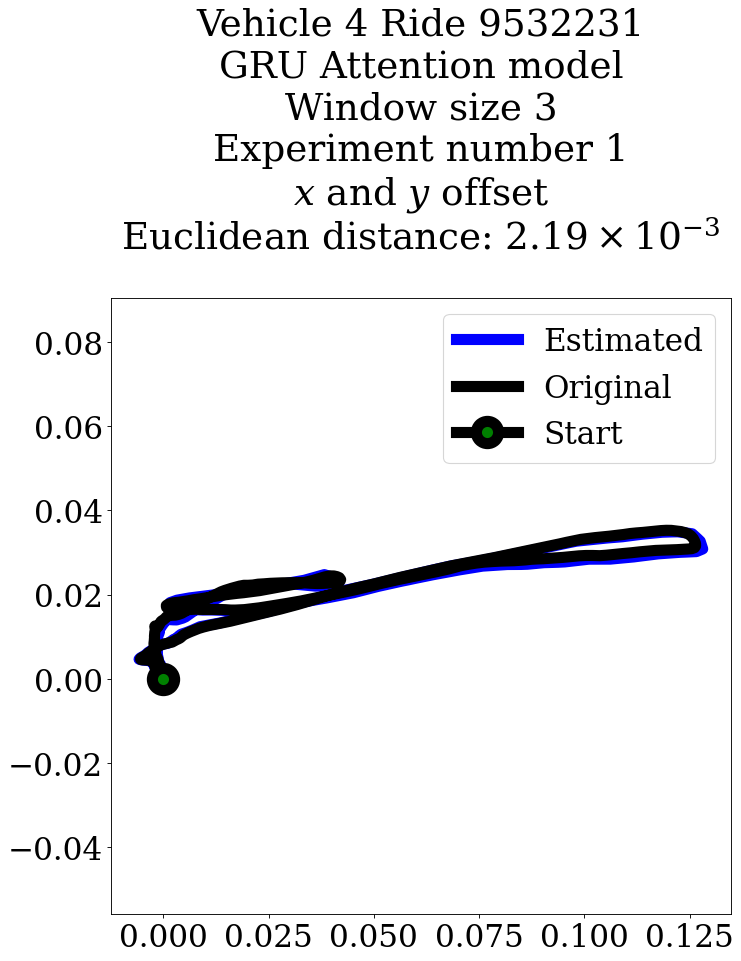 Vehicle 4 Ride 9532231
GRU Attention model
Window size 3
Experiment number 1
x and y offset
Euclidean distance: 2.19 × 10⁻³
Estimated
Original
Start
0.08
0.06
0.04
0.02
0.00
−0.02
−0.04
0.000 0.025 0.050 0.075 0.100 0.125